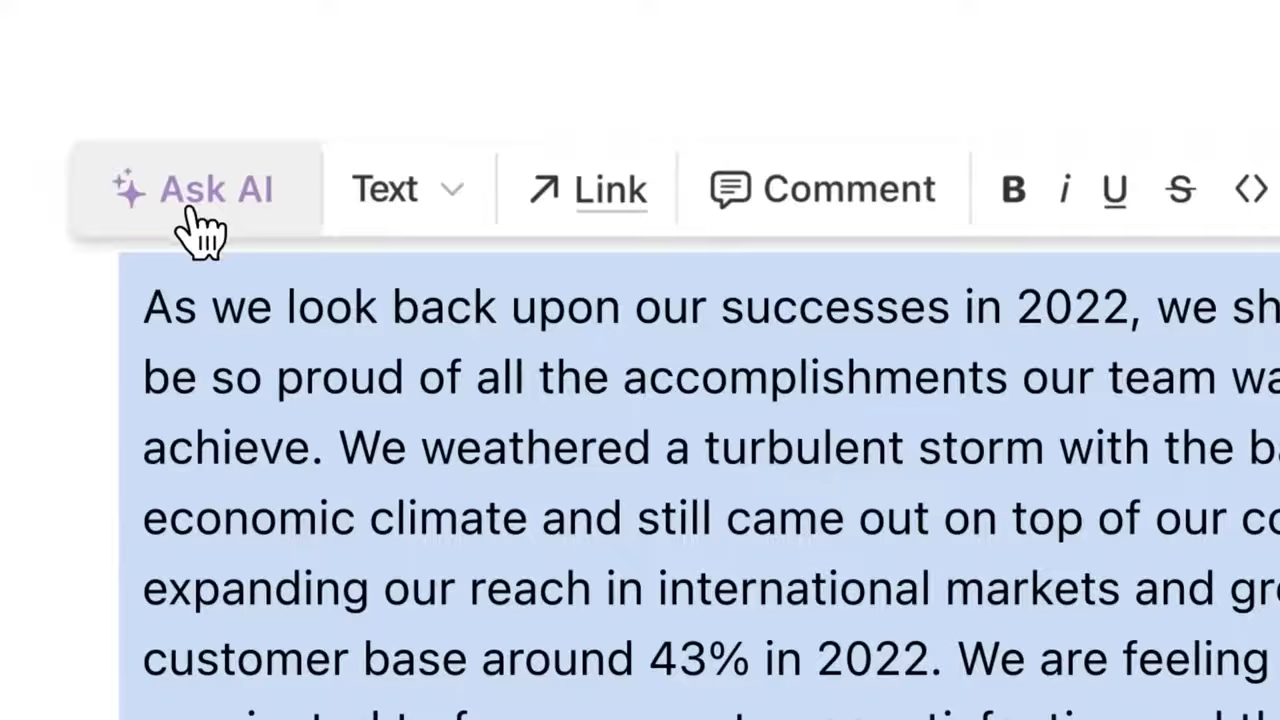 Ask AI Text Link Comment B i U S <>
As we look back upon our successes in 2022, we
be so proud of all the accomplishments our team
achieve. We weathered a turbulent storm with the
economic climate and still came out on top of our
expanding our reach in international markets and
customer base around 43% in 2022. We are feeling